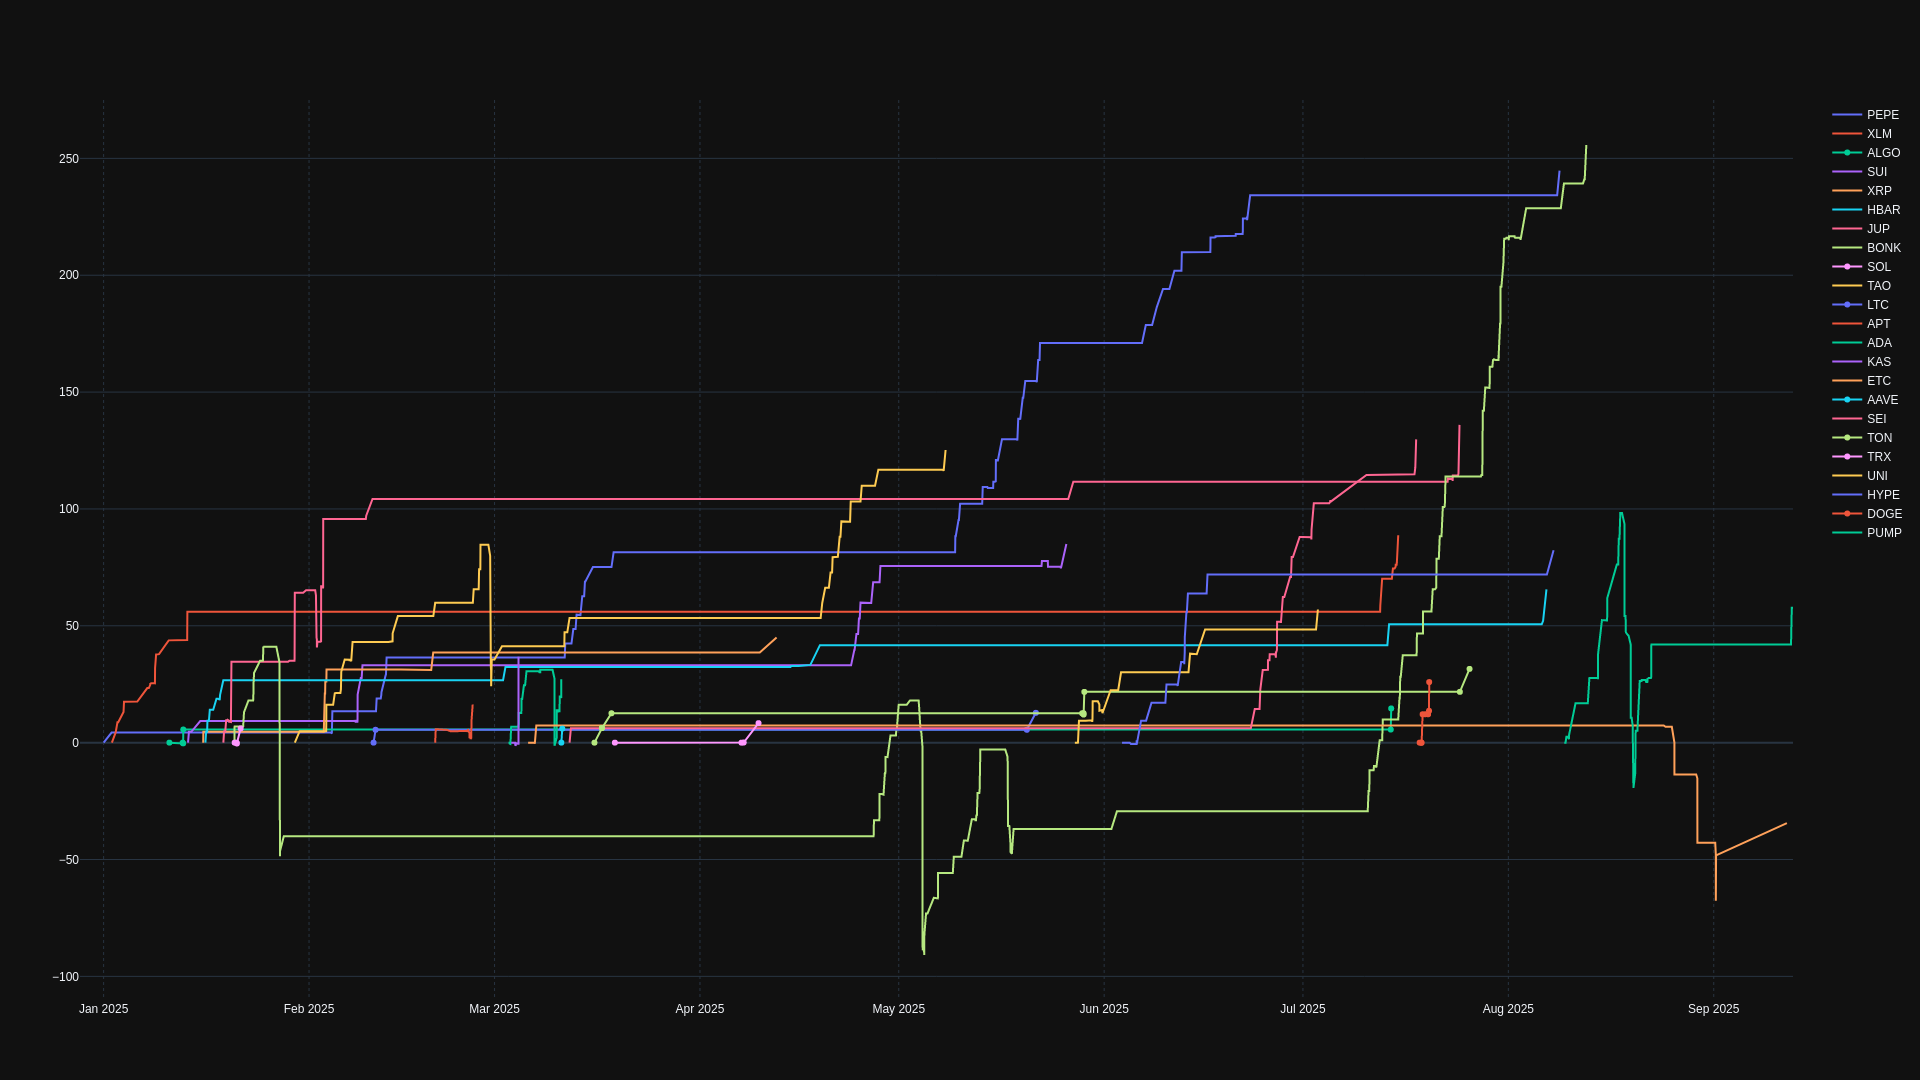 250
200
150
100
50
0
−50
−100
Jan 2025
Feb 2025
Mar 2025
Apr 2025
May 2025
Jun 2025
Jul 2025
Aug 2025
Sep 2025
PEPE
XLM
ALGO
SUI
XRP
HBAR
JUP
BONK
SOL
TAO
LTC
APT
ADA
KAS
ETC
AAVE
SEI
TON
TRX
UNI
HYPE
DOGE
PUMP